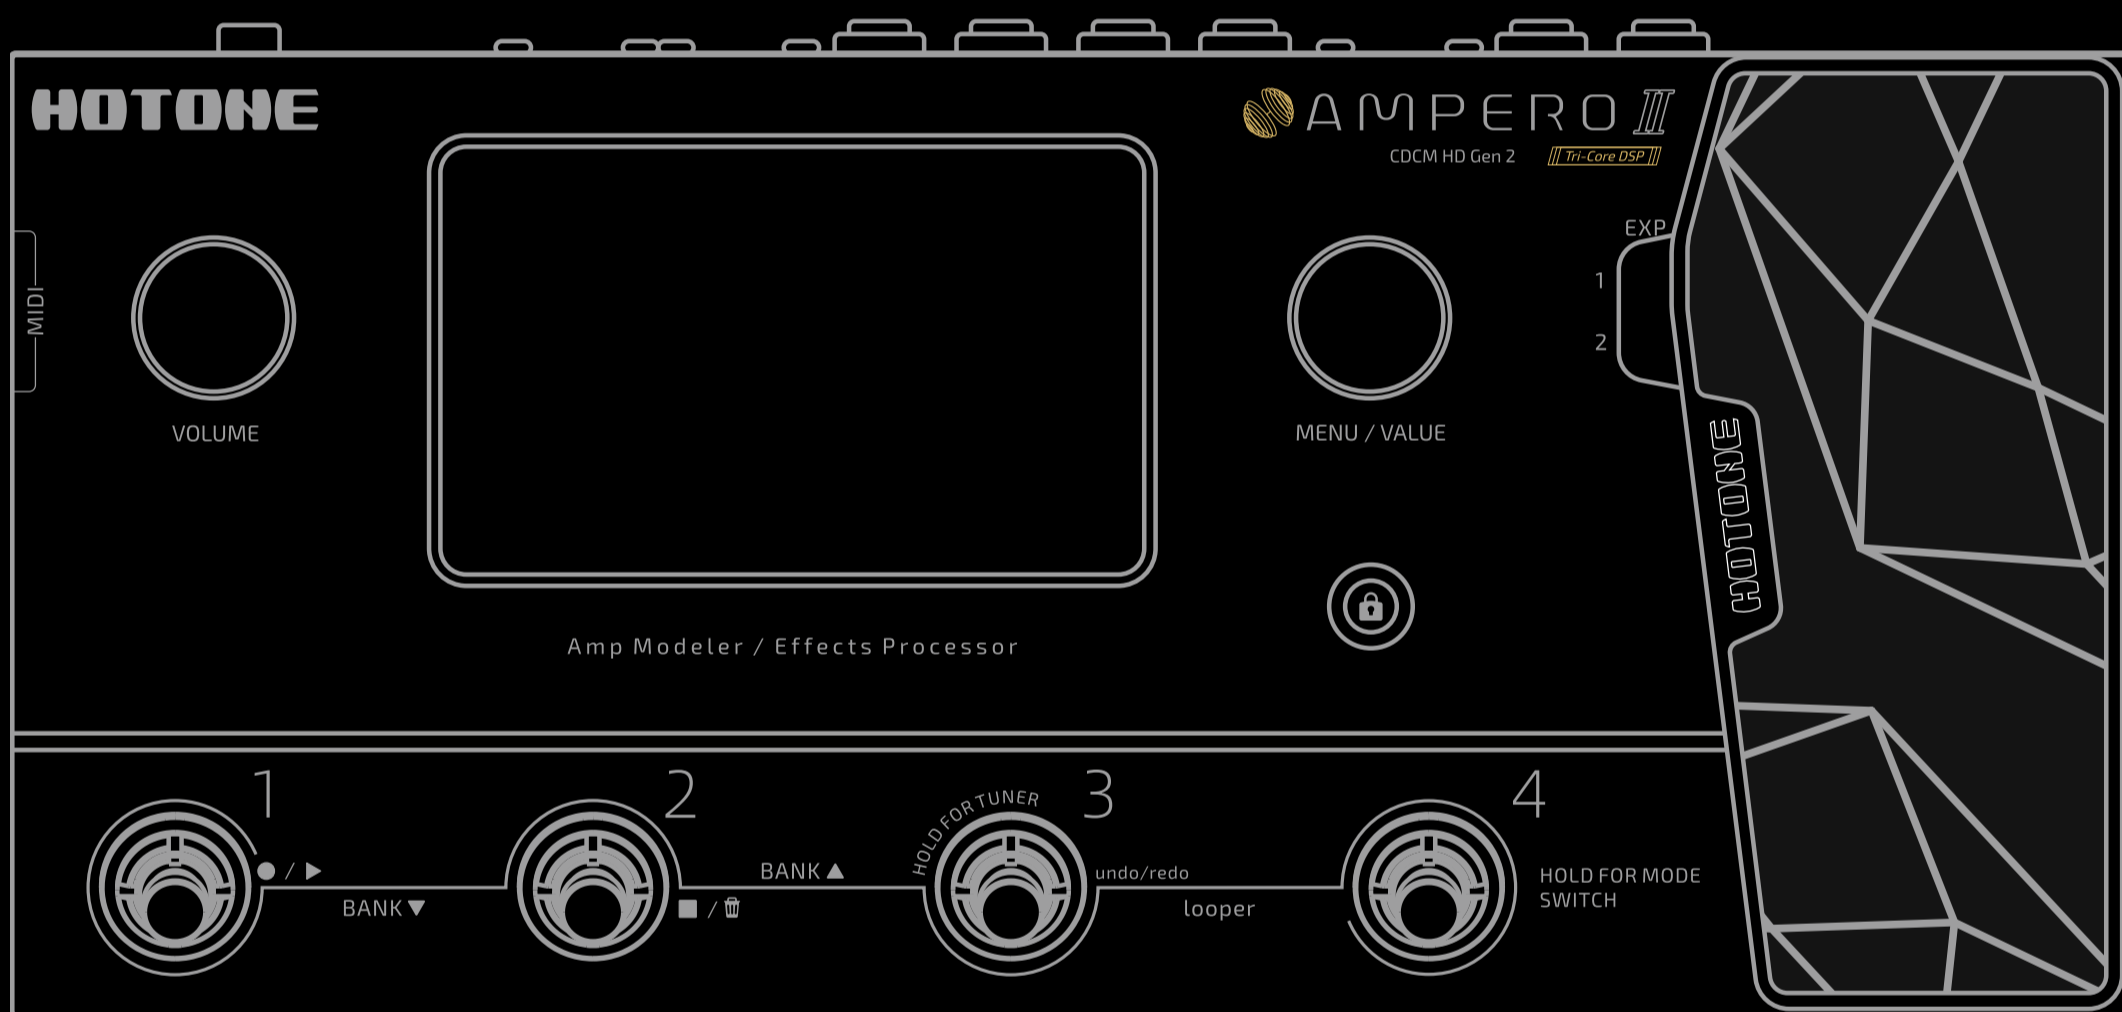 HOTONE
AMPERO II
CDCM HD Gen 2
Tri-Core DSP
EXP
1
2
MIDI
VOLUME
MENU / VALUE
HOTONE
Amp Modeler / Effects Processor
1
2
3
4
HOLD FOR TUNER
/
BANK
/
BANK
undo/redo
looper
HOLD FOR MODE
SWITCH